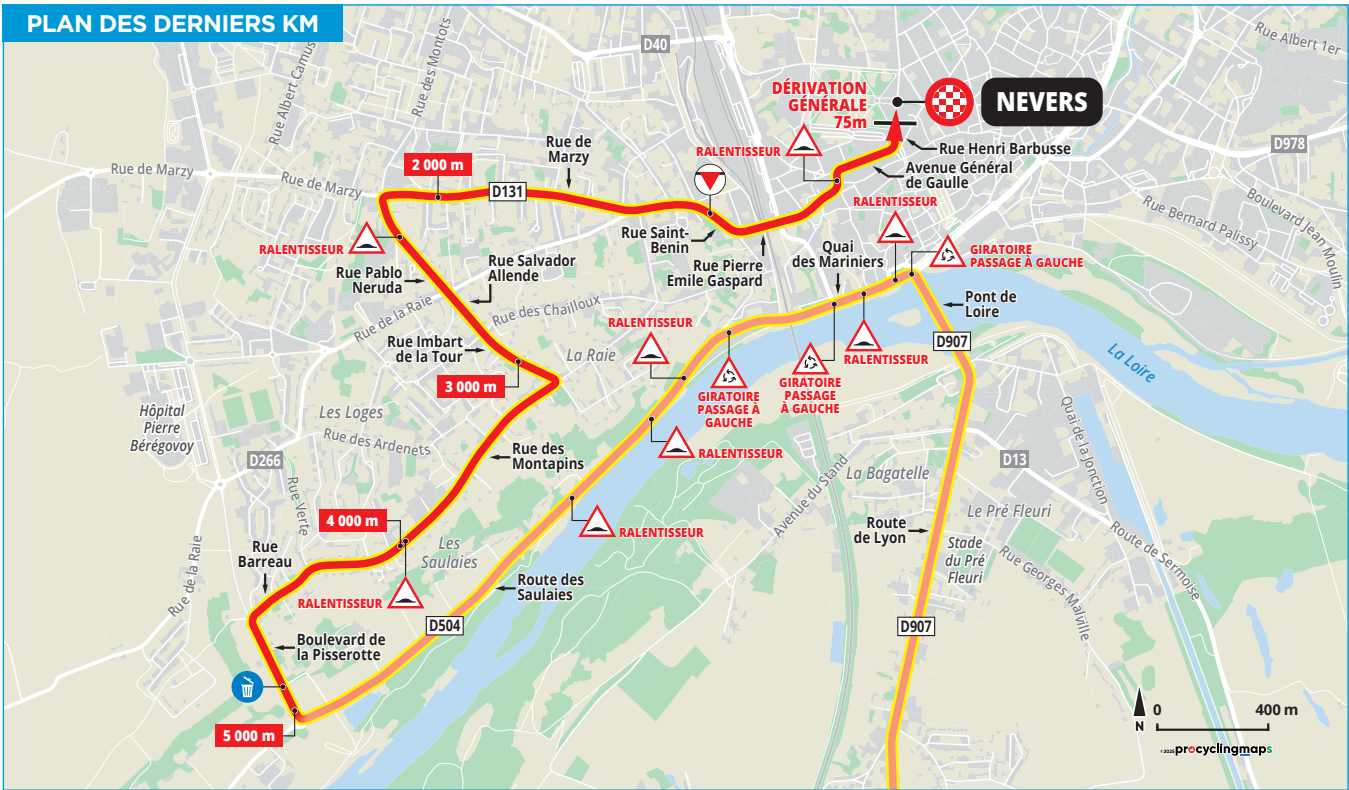 PLAN DES DERNIERS KM
Rue Albert 1er
Rue Albert Camus
Rue des Montots
D40
DÉRIVATION
GÉNÉRALE
75m
NEVERS
Rue Henri Barbusse
D978
RALENTISSEUR
Avenue Général
de Gaulle
Rue de
Marzy
2 000 m
Rue de Marzy
Rue de Marzy
D131
RALENTISSEUR
Rue Bernard Palissy
Boulevard Jean Moulin
RALENTISSEUR
Rue Saint-
Benin
Rue Pierre
Emile Gaspard
Quai
des Mariniers
GIRATOIRE
PASSAGE À GAUCHE
Rue Pablo
Neruda
Rue Salvador
Allende
Rue des Chailloux
Rue de la Raie
Pont de
Loire
RALENTISSEUR
Rue Imbart
de la Tour
La Raie
RALENTISSEUR
D907
La Loire
3 000 m
GIRATOIRE
PASSAGE À
GAUCHE
GIRATOIRE
PASSAGE
À GAUCHE
Hôpital
Pierre
Bérégovoy
Les Loges
Rue des Ardenets
Quai de la Jonction
D266
Rue des
Montapins
RALENTISSEUR
D13
La Bagatelle
Avenue du Stand
Rue Verte
4 000 m
Le Pré Fleuri
RALENTISSEUR
Route
de Lyon
Route de Sermoise
Rue
Barreau
Les
Saulaies
Stade
du Pré
Fleuri
Rue Georges Malville
Rue de la Raie
Route des
Saulaies
RALENTISSEUR
D504
D907
Boulevard de
la Pisserotte
5 000 m
N
0
400 m
©2025 procyclingmaps